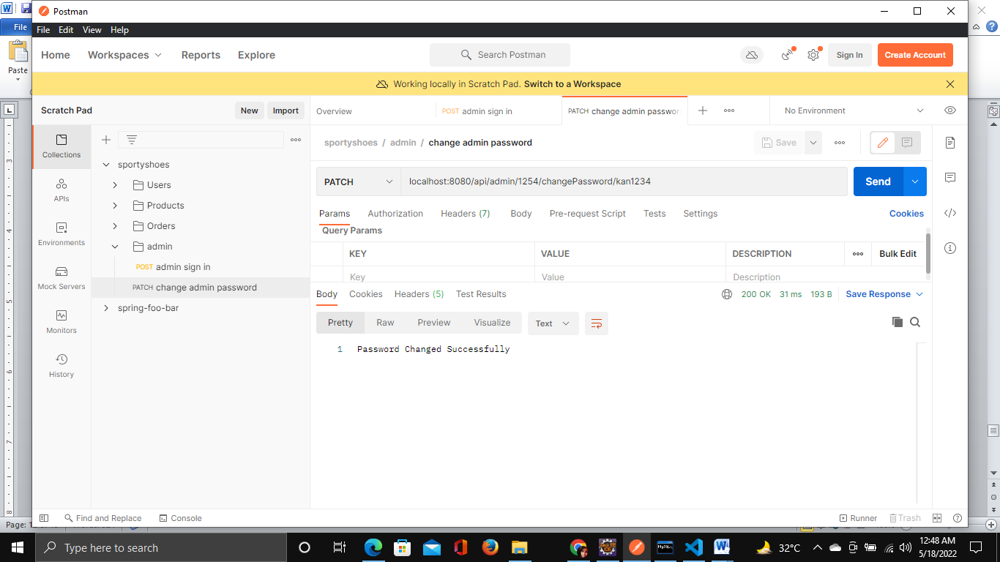 Postman
File
File Edit View Help
Paste
Home Workspaces Reports Explore
Search Postman
Sign In
Create Account
Working locally in Scratch Pad. Switch to a Workspace
Scratch Pad
New
Import
Overview
POST admin sign in
PATCH change admin passwor
No Environment
Collections
APIs
Environments
Mock Servers
Monitors
History
sportyshoes
Users
Products
Orders
admin
POST admin sign in
PATCH change admin password
spring-foo-bar
sportyshoes / admin / change admin password
Save
PATCH
localhost:8080/api/admin/1254/changePassword/kan1234
Send
Params Authorization Headers (7) Body Pre-request Script Tests Settings
Cookies
Query Params
KEY VALUE DESCRIPTION
Bulk Edit
Key Value Description
Body Cookies Headers (5) Test Results
200 OK 31 ms 193 B
Save Response
Pretty Raw Preview Visualize
Text
1 Password Changed Successfully
Find and Replace
Console
Runner
Trash
Page:
Type here to search
32°C
12:48 AM
5/18/2022